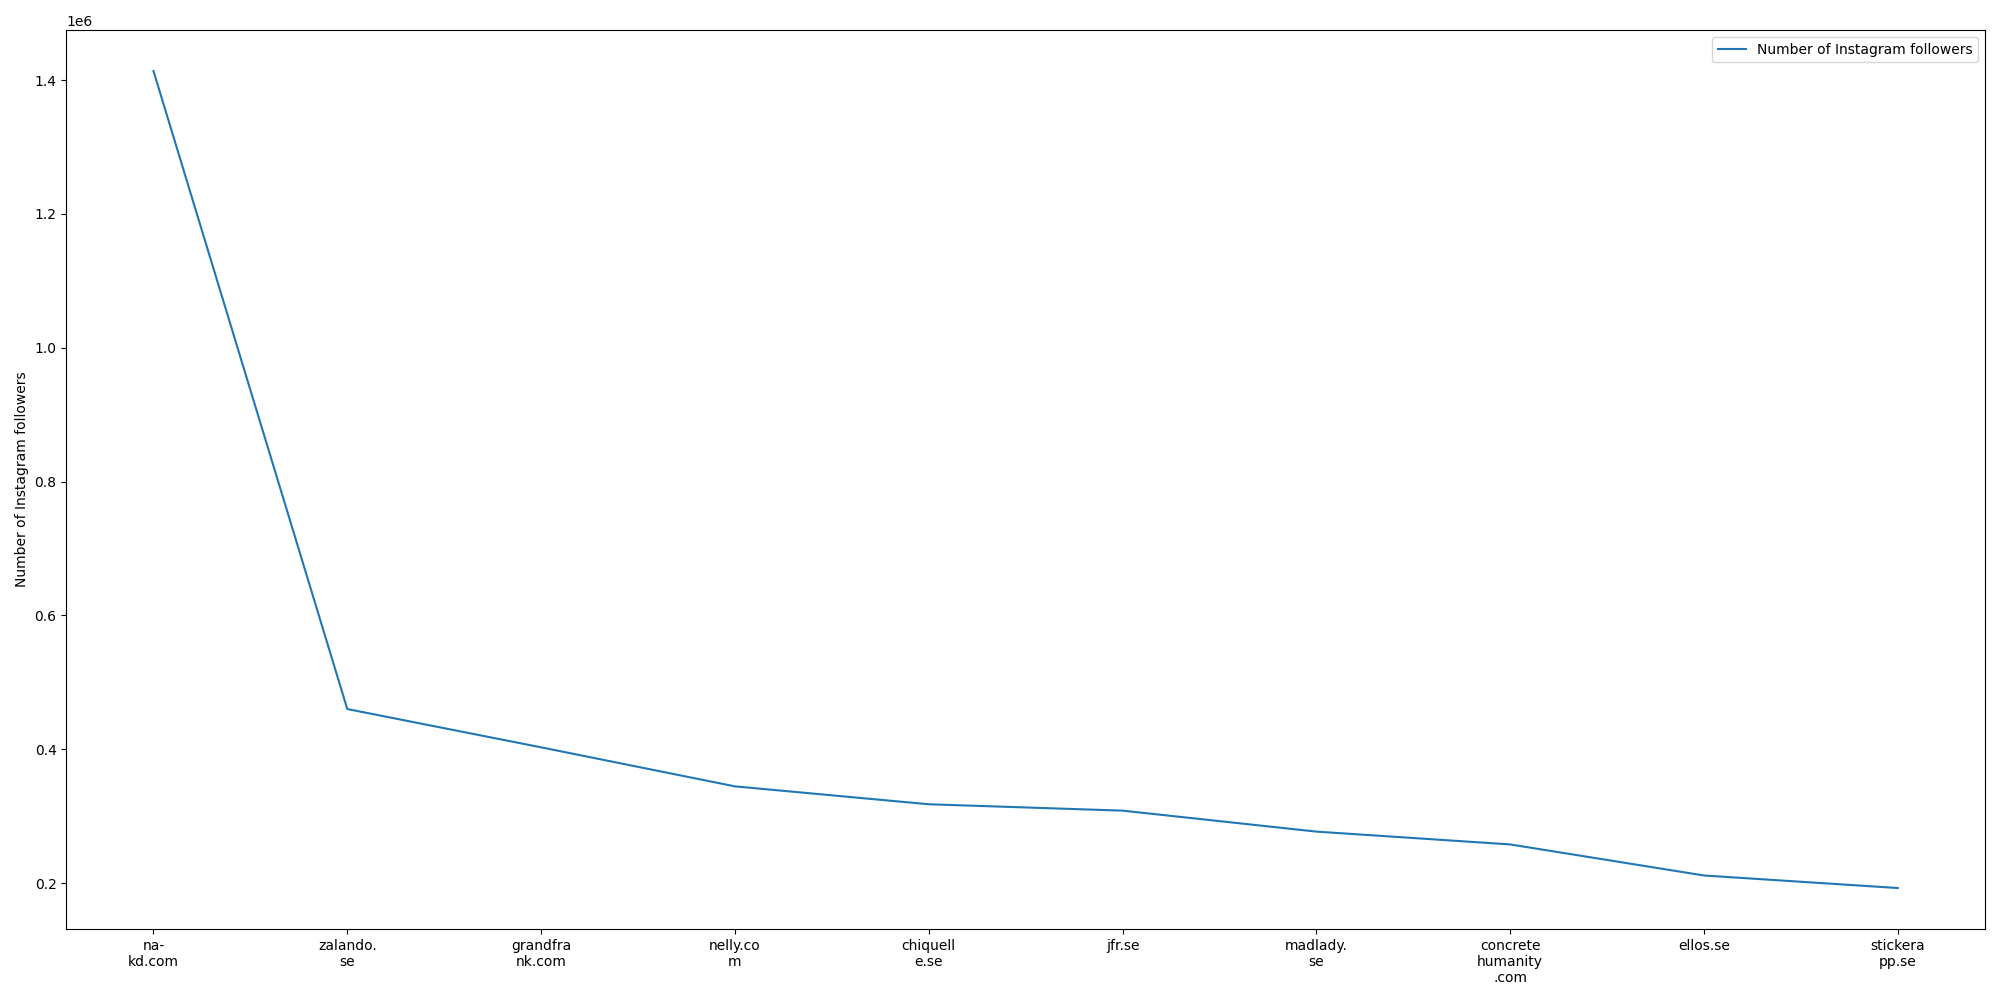 1e6
Number of Instagram followers
1.4
1.2
1.0
0.8
0.6
0.4
0.2
Number of Instagram followers
na-
kd.com
zalando.
se
grandfra
nk.com
nelly.co
m
chiquell
e.se
jfr.se
madlady.
se
concrete
humanity
.com
ellos.se
stickera
pp.se